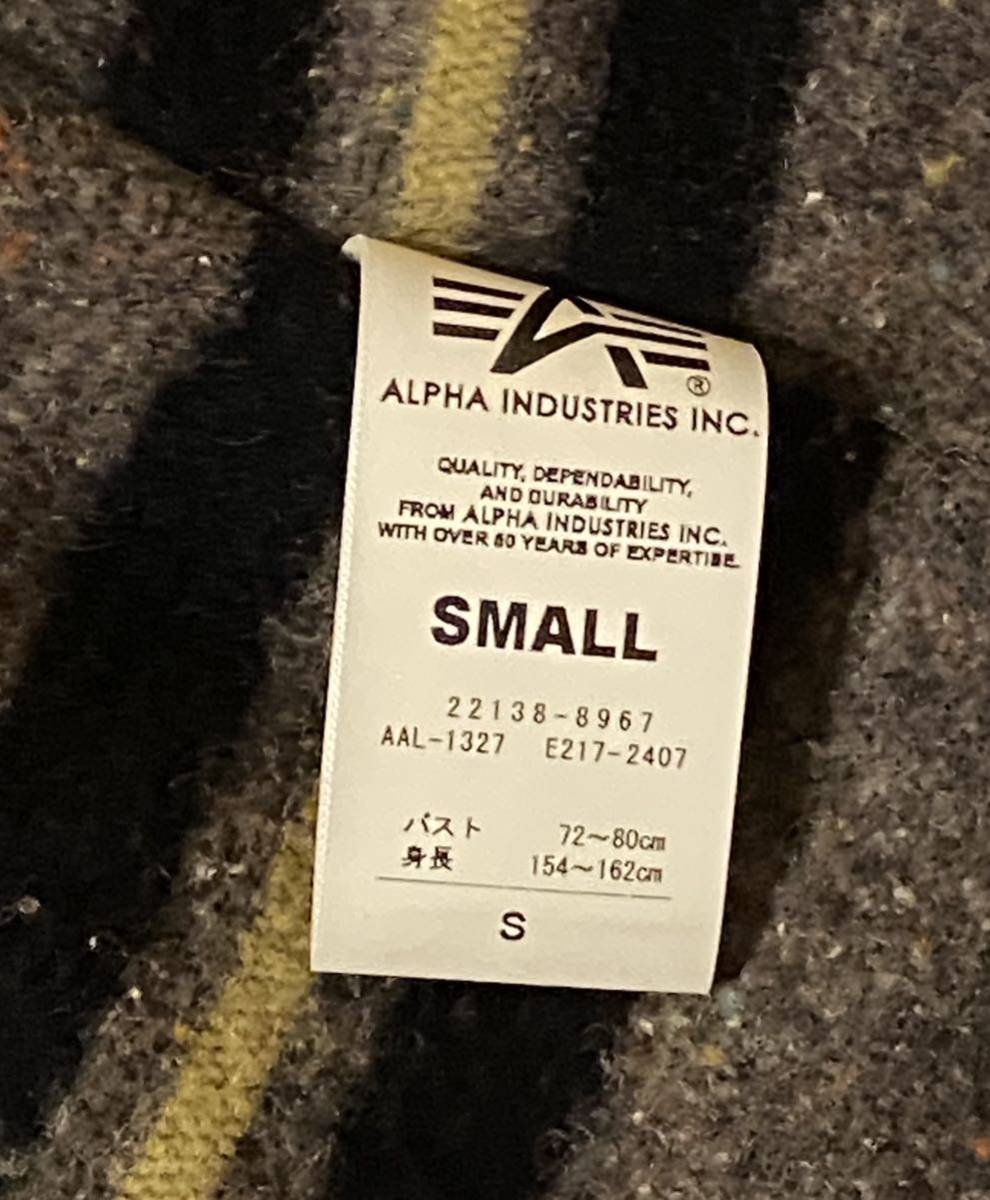 ®
ALPHA INDUSTRIES INC.
QUALITY, DEPENDABILITY,
AND DURABILITY
FROM ALPHA INDUSTRIES INC.
WITH OVER 50 YEARS OF EXPERTISE.
SMALL
22138-8967
AAL-1327 E217-2407
バスト 72〜80cm
身長 154〜162cm
S